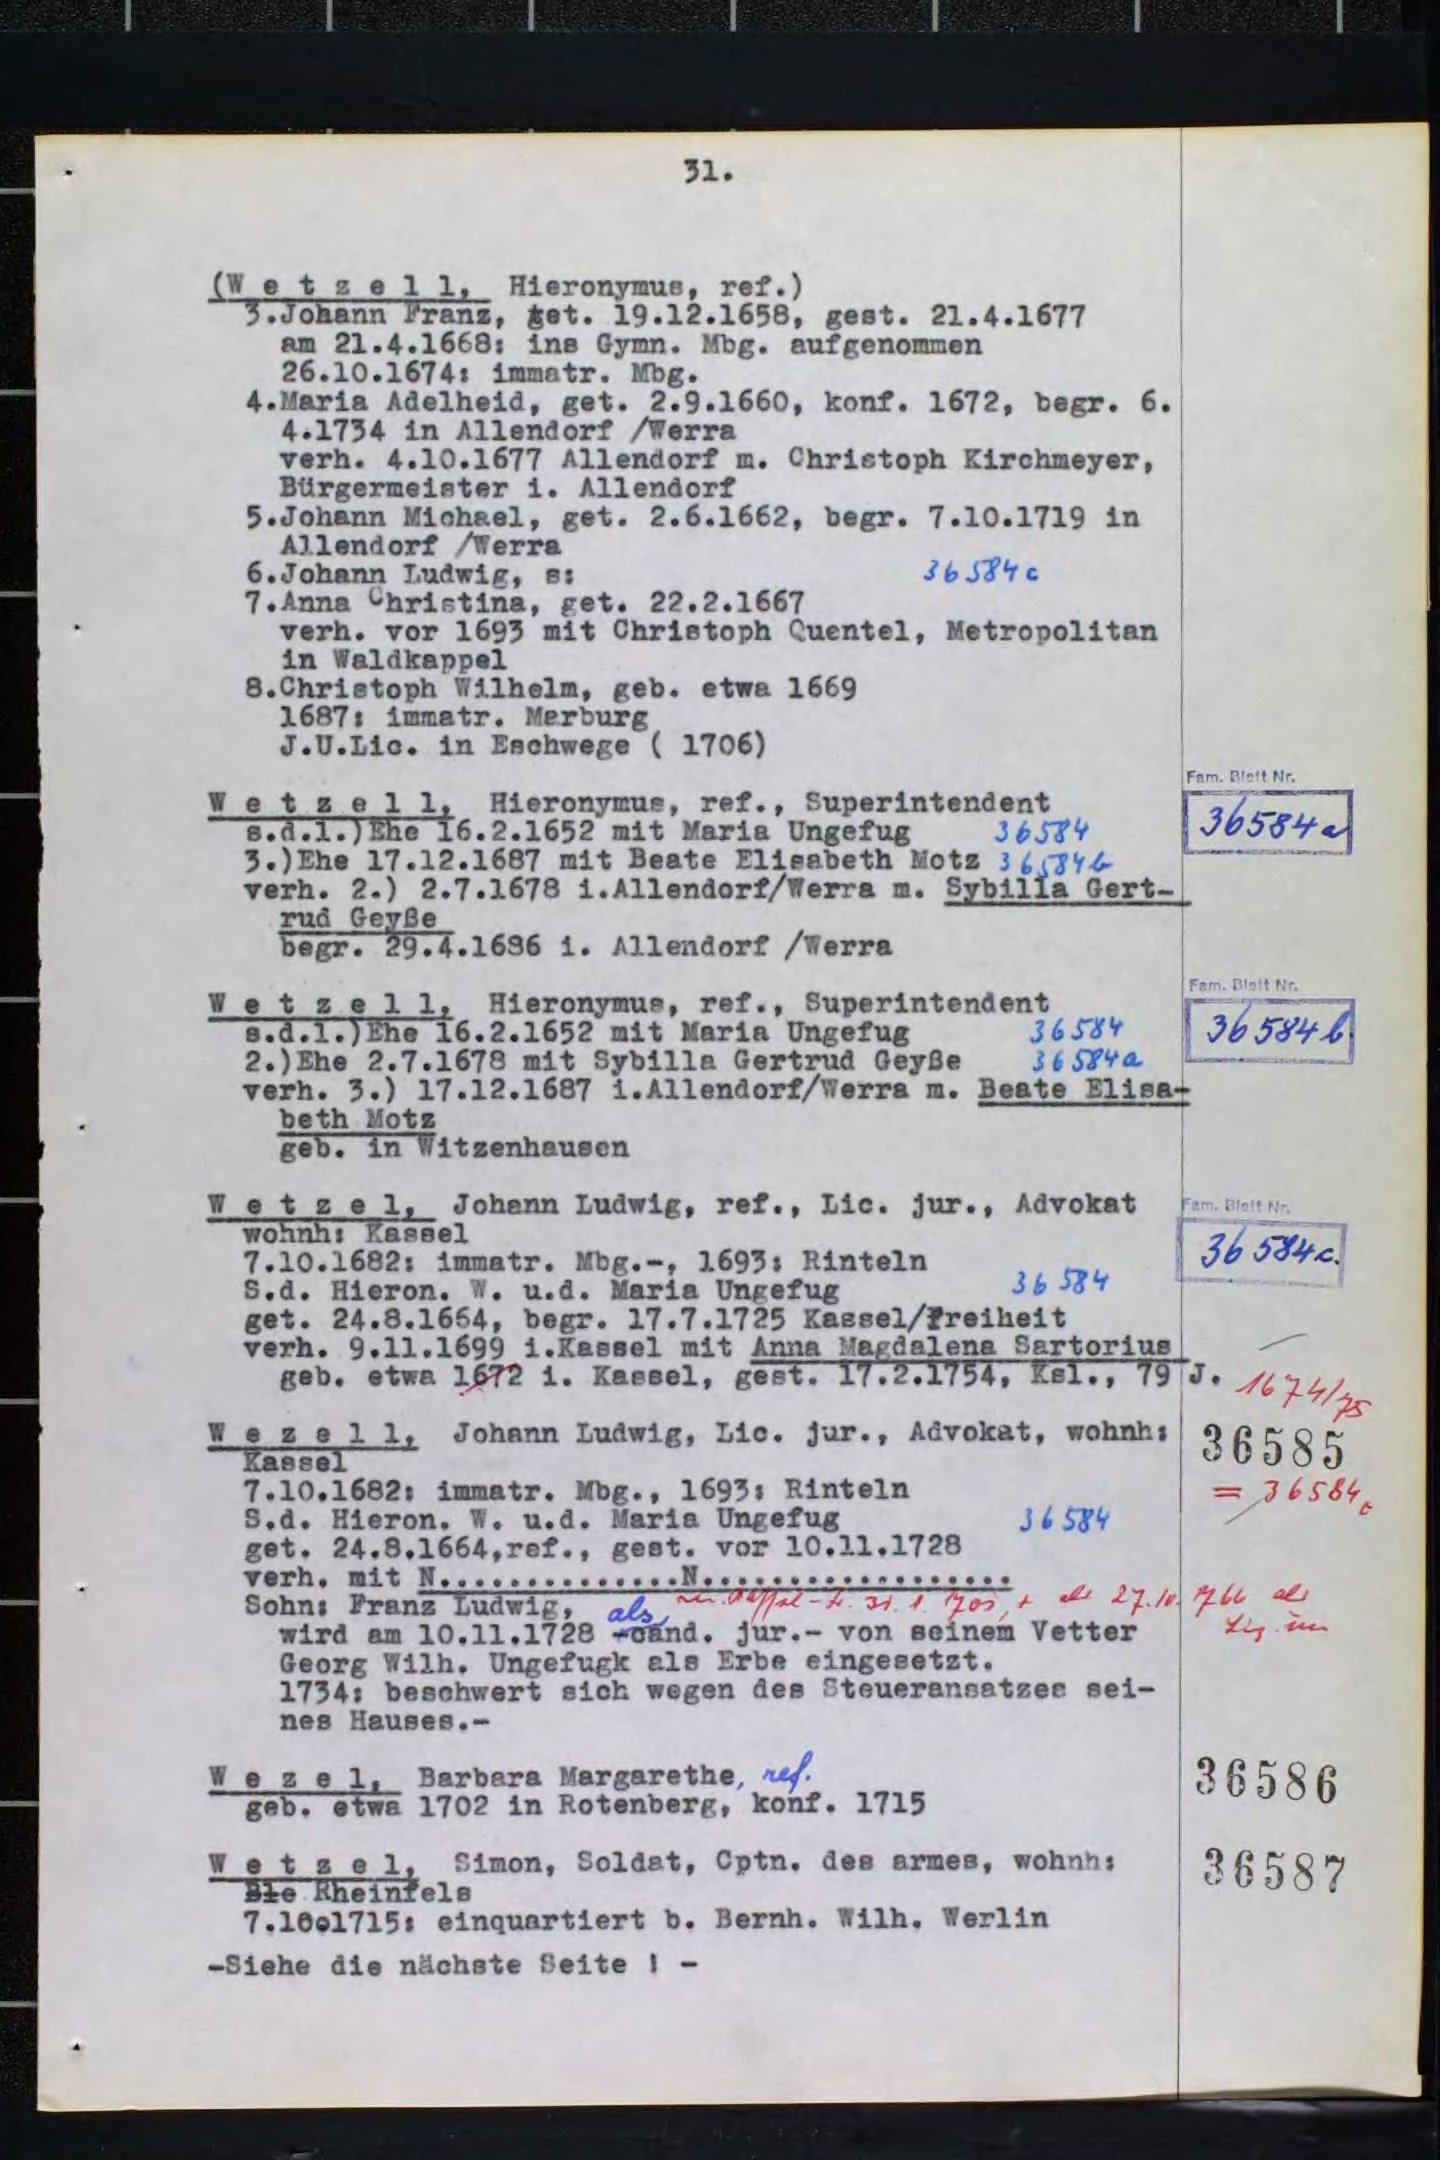 31.
(W e t z e l l, Hieronymus, ref.)
3.Johann Franz, get. 19.12.1658, gest. 21.4.1677
am 21.4.1668: ins Gymn. Mbg. aufgenommen
26.10.1674: immatr. Mbg.
4.Maria Adelheid, get. 2.9.1660, konf. 1672, begr. 6.
4.1734 in Allendorf /Werra
verh. 4.10.1677 Allendorf m. Christoph Kirchmeyer,
Bürgermeister i. Allendorf
5.Johann Michael, get. 2.6.1662, begr. 7.10.1719 in
Allendorf /Werra
6.Johann Ludwig, s: 36584c
7.Anna Christina, get. 22.2.1667
verh. vor 1693 mit Christoph Quentel, Metropolitan
in Waldkappel
8.Christoph Wilhelm, geb. etwa 1669
1687: immatr. Marburg
J.U.Lic. in Eschwege ( 1706)
Fam. Blatt Nr.
W e t z e l l, Hieronymus, ref., Superintendent 36584a
s.d.1.)Ehe 16.2.1652 mit Maria Ungefug 36584
3.)Ehe 17.12.1687 mit Beate Elisabeth Motz 36584b
verh. 2.) 2.7.1678 i.Allendorf/Werra m. Sybilla Gert-
rud Geyße
begr. 29.4.1686 i. Allendorf /Werra
Fam. Blatt Nr.
W e t z e l l, Hieronymus, ref., Superintendent 36584b.
s.d.1.)Ehe 16.2.1652 mit Maria Ungefug 36584
2.)Ehe 2.7.1678 mit Sybilla Gertrud Geyße 36584a
verh. 3.) 17.12.1687 i.Allendorf/Werra m. Beate Elisa-
beth Motz
geb. in Witzenhausen
W e t z e l, Johann Ludwig, ref., Lic. jur., Advokat Fam. Blatt Nr.
wohnh: Kassel 36584c.
7.10.1682: immatr. Mbg.-, 1693: Rinteln
S.d. Hieron. W. u.d. Maria Ungefug 36584
get. 24.8.1664, begr. 17.7.1725 Kassel/Freiheit
verh. 9.11.1699 i.Kassel mit Anna Magdalena Sartorius
geb. etwa 1672 i. Kassel, gest. 17.2.1754, Ksl., 79 J. 1674/75
W e z e l l, Johann Ludwig, Lic. jur., Advokat, wohnh: 36585
Kassel
7.10.1682: immatr. Mbg., 1693: Rinteln = 36584c
S.d. Hieron. W. u.d. Maria Ungefug 36584
get. 24.8.1664,ref., gest. vor 10.11.1728
verh. mit N..............N..................
Sohn: Franz Ludwig, 31. 1. 1701, + 27.10.1766
wird am 10.11.1728 als -cand. jur.- von seinem Vetter
Georg Wilh. Ungefugk als Erbe eingesetzt.
1734: beschwert sich wegen des Steueransatzes sei-
nes Hauses.-
W e z e l, Barbara Margarethe, ref. 36586
geb. etwa 1702 in Rotenberg, konf. 1715
W e t z e l, Simon, Soldat, Cptn. des armes, wohnh: 36587
Ble Rheinfels
7.10.1715: einquartiert b. Bernh. Wilh. Werlin
-Siehe die nächste Seite ! -